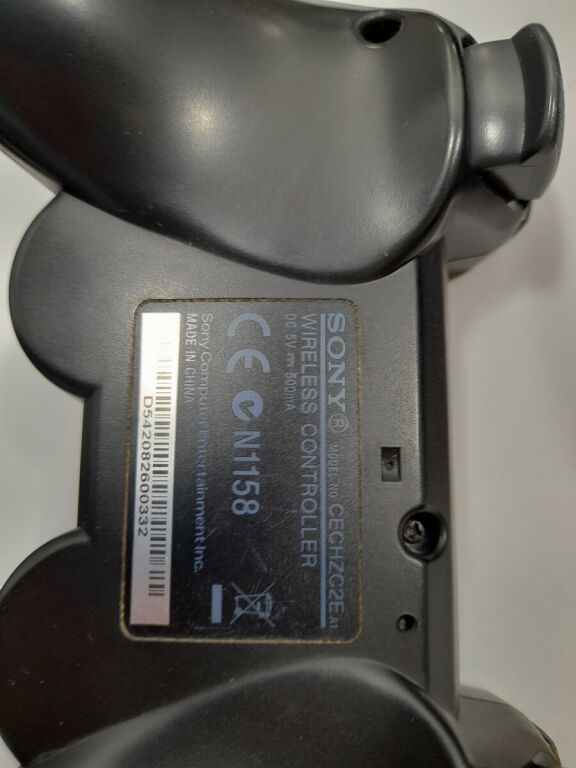 SONY® MODEL NO. CECHZC2E A1
WIRELESS CONTROLLER
DC 5V 500mA
CE N1158
Sony Computer Entertainment Inc.
MADE IN CHINA
D542082600332